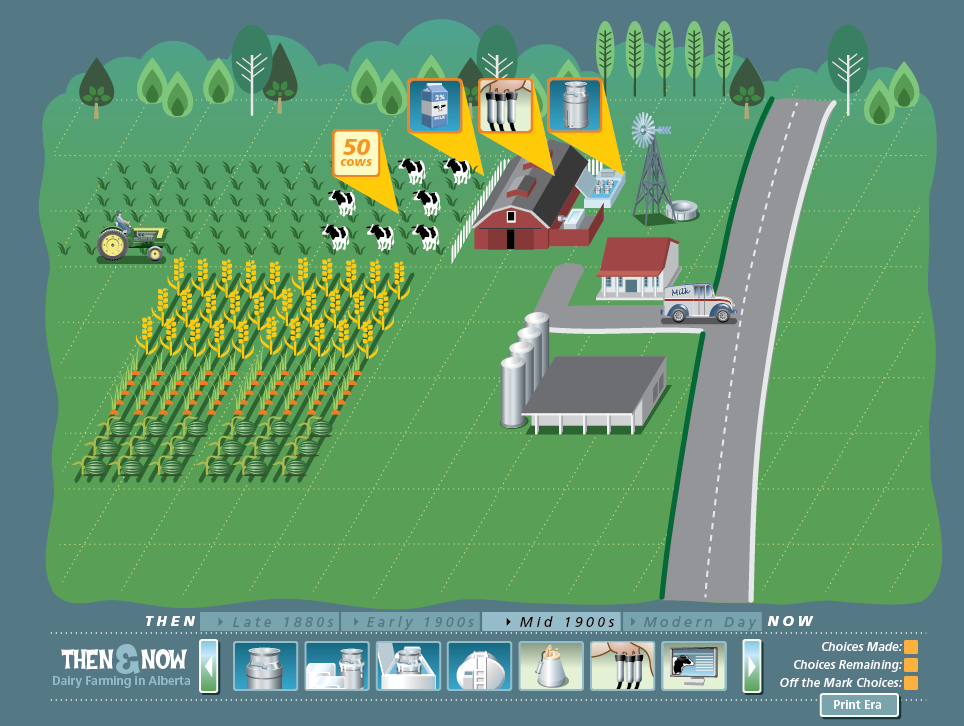 2%
MILK
50
COWS
Milk
THEN
Late 1880s
Early 1900s
Mid 1900s
Modern Day
NOW
THEN & NOW
Dairy Farming in Alberta
Choices Made:
Choices Remaining:
Off the Mark Choices:
Print Era